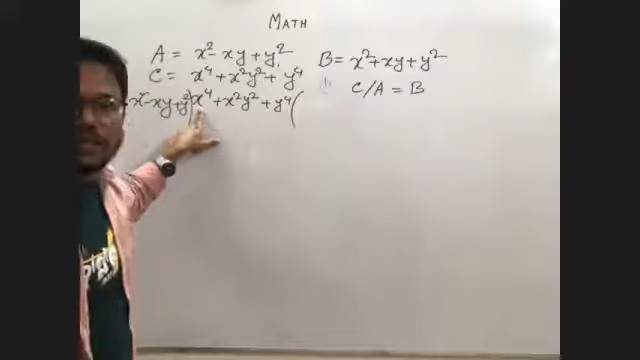 MATH
A = x² - xy + y², B = x² + xy + y²
C = x⁴ + x²y² + y⁴
C/A = B
x² - xy + y²) x⁴ + x²y² + y⁴ (